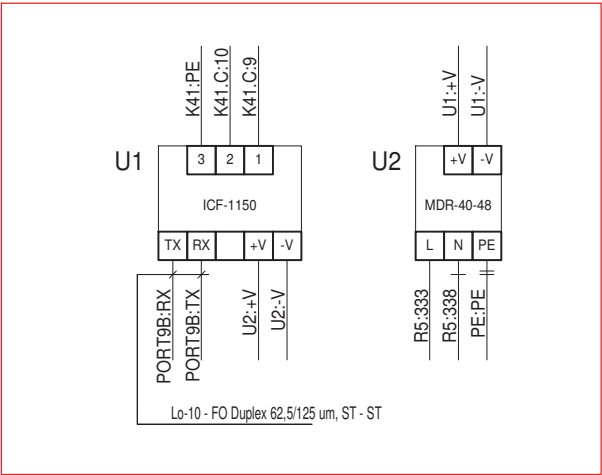 K41:PE
K41.C:10
K41.C:9
U1
3 2 1
ICF-1150
TX RX +V -V
PORT9B:RX
PORT9B:TX
U2:+V
U2:-V
Lo-10 - FO Duplex 62,5/125 um, ST - ST
U1:+V
U1:-V
U2
+V -V
MDR-40-48
L N PE
R5:333
R5:338
PE:PE